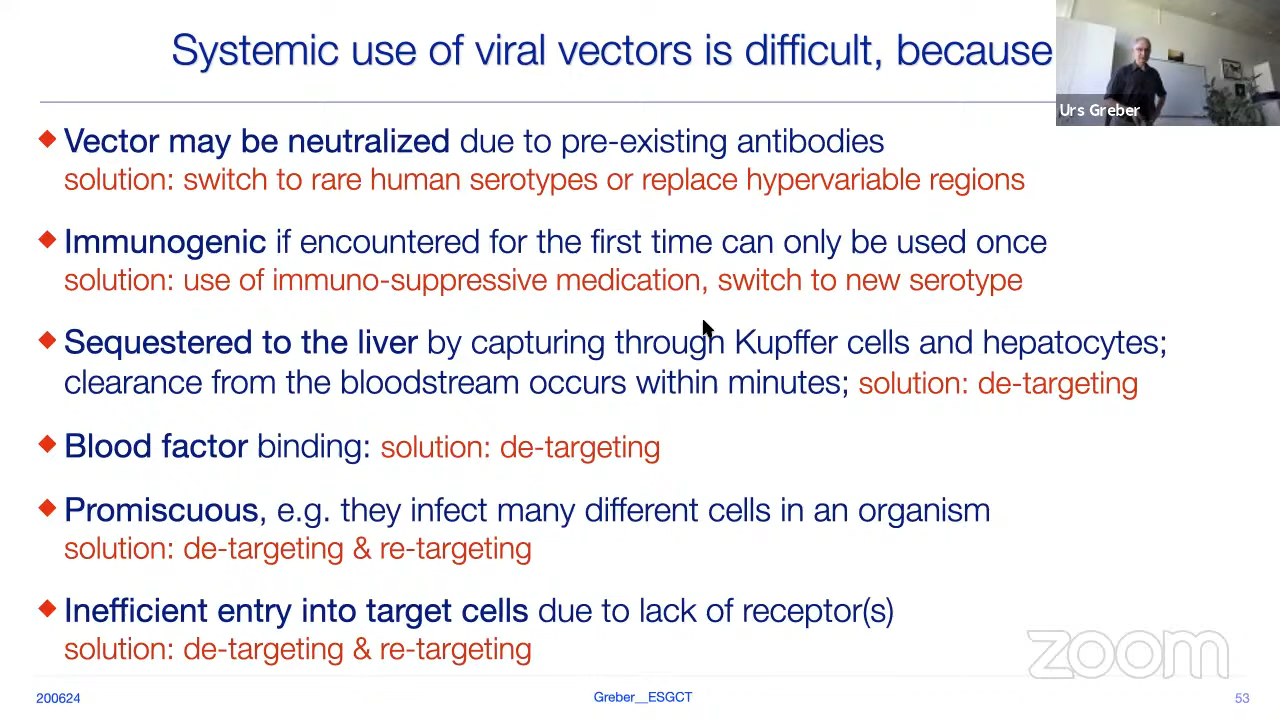 Systemic use of viral vectors is difficult, because
Urs Greber
◆ Vector may be neutralized due to pre-existing antibodies
solution: switch to rare human serotypes or replace hypervariable regions
◆ Immunogenic if encountered for the first time can only be used once
solution: use of immuno-suppressive medication, switch to new serotype
◆ Sequestered to the liver by capturing through Kupffer cells and hepatocytes;
clearance from the bloodstream occurs within minutes; solution: de-targeting
◆ Blood factor binding: solution: de-targeting
◆ Promiscuous, e.g. they infect many different cells in an organism
solution: de-targeting & re-targeting
◆ Inefficient entry into target cells due to lack of receptor(s)
solution: de-targeting & re-targeting
zoom
200624
Greber__ESGCT
53